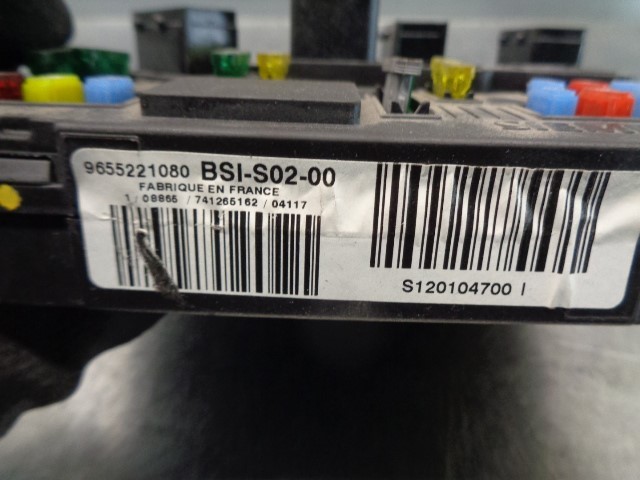 9655221080 BSI-S02-00
FABRIQUE EN FRANCE
1/ 08865 / 741265162 / 04117
S120104700 I